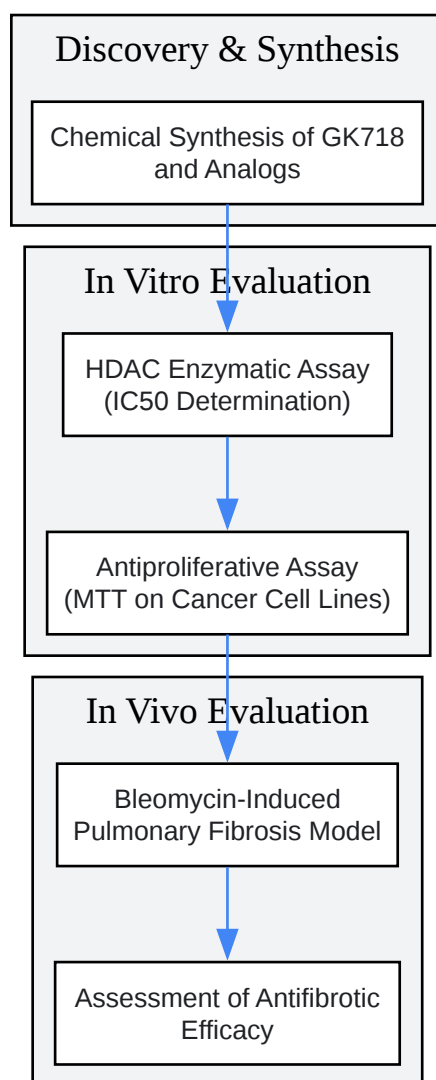 Discovery & Synthesis
Chemical Synthesis of GK718
and Analogs
In Vitro Evaluation
HDAC Enzymatic Assay
(IC50 Determination)
Antiproliferative Assay
(MTT on Cancer Cell Lines)
In Vivo Evaluation
Bleomycin-Induced
Pulmonary Fibrosis Model
Assessment of Antifibrotic
Efficacy